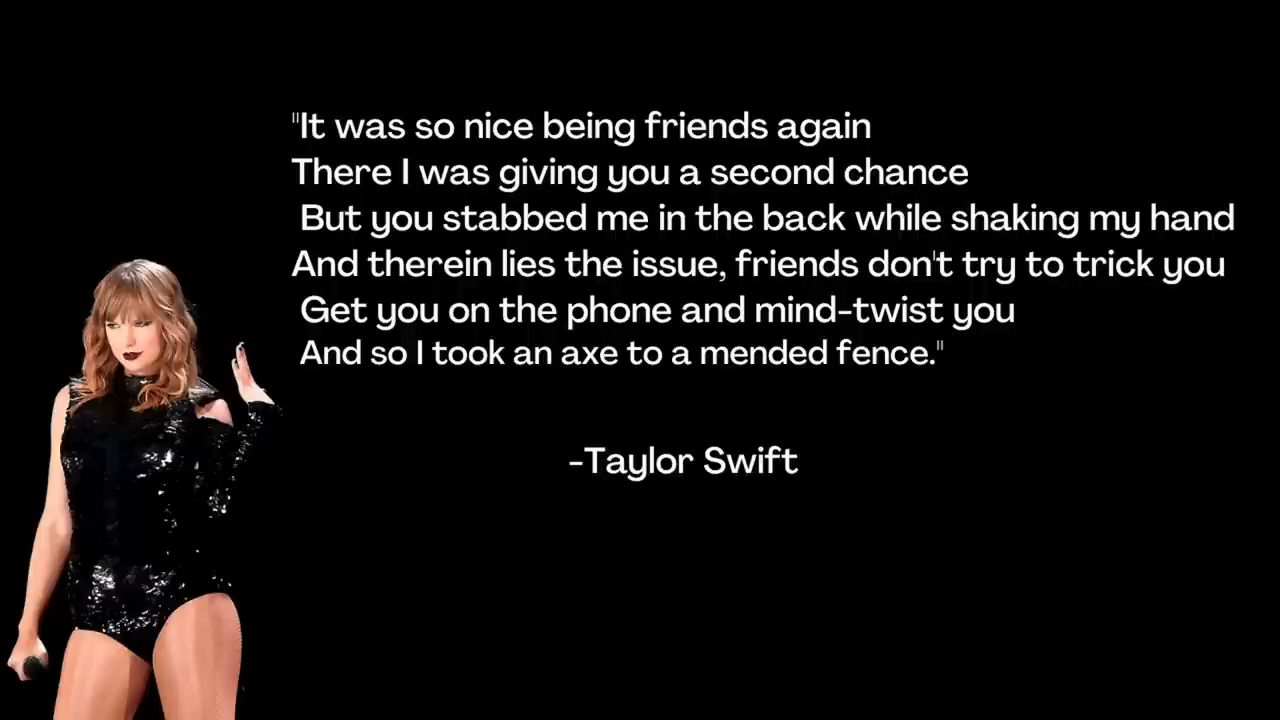 "It was so nice being friends again
There I was giving you a second chance
But you stabbed me in the back while shaking my hand
And therein lies the issue, friends don't try to trick you
Get you on the phone and mind-twist you
And so I took an axe to a mended fence."
-Taylor Swift